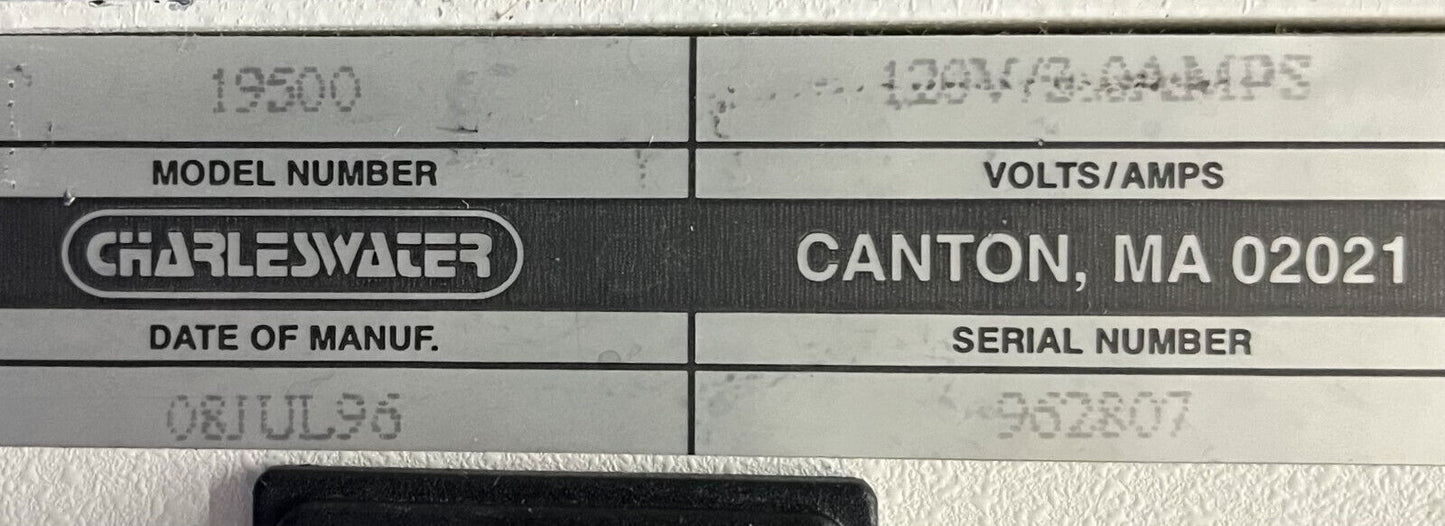 19500
MODEL NUMBER
VOLTS/AMPS
CHARLESWATER
CANTON, MA 02021
DATE OF MANUF.
SERIAL NUMBER
08JUL96
962807